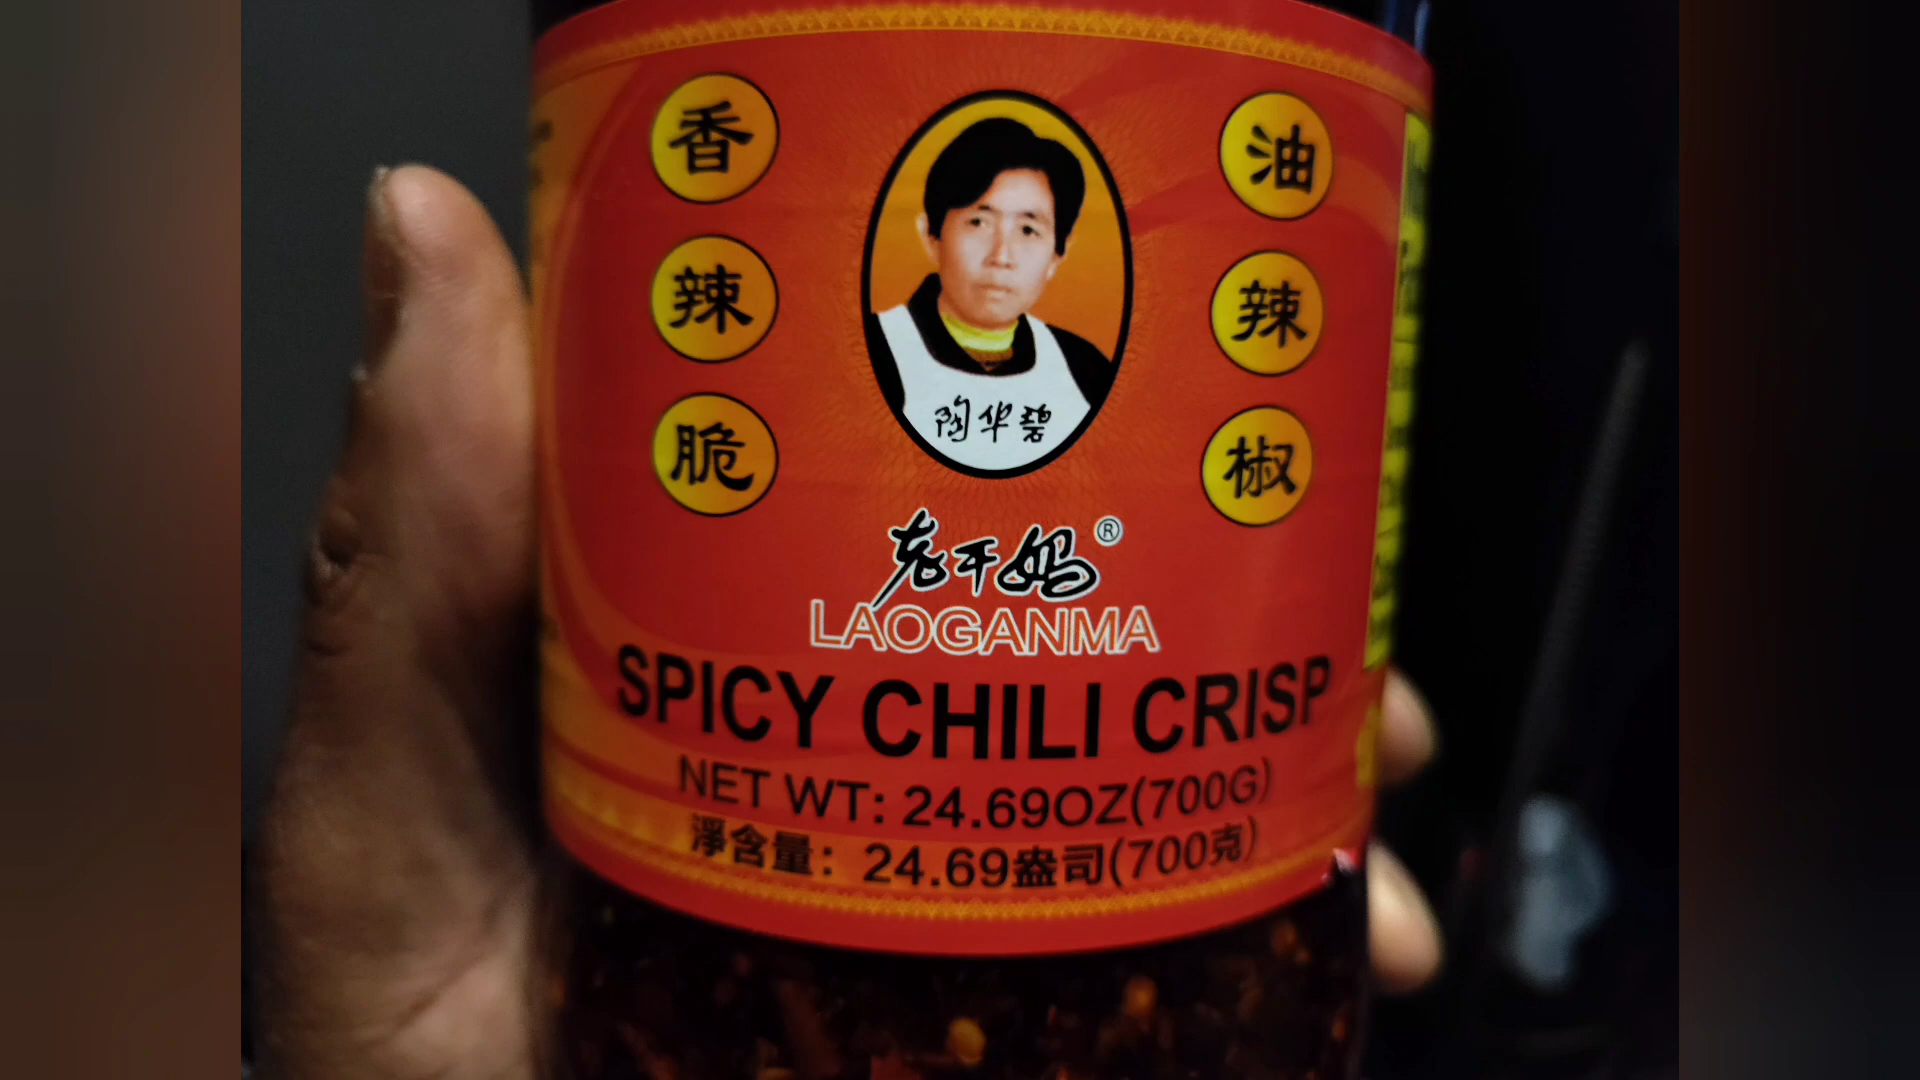 香辣脆
油辣椒
陶华碧
老干妈®
LAOGANMA
SPICY CHILI CRISP
NET WT: 24.69OZ(700G)
淨含量: 24.69盎司(700克)